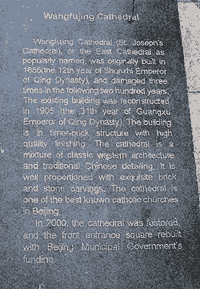 Wangfujing Cathedral
Wangfujing Cathedral (St. Joseph's
Cathedral), or the East Cathedral as
popularly named, was originally built in
1655(the 12th year of Shunzhi Emperor
of Qing Dynasty), and damaged three
times in the following two hundred years.
The existing building was reconstructed
in 1905 (the 31th year of Guangxu
Emperor of Qing Dynasty). The building
is in timber-brick structure with high
quality finishing. The cathedral is a
mixture of classic western architecture
and traditional Chinese detailing. It is
well proportioned with exquisite brick
and stone carvings. The cathedral is
one of the best known catholic churches
in Beijing.
In 2000, the cathedral was restored,
and the front entrance square rebuilt
with Beijing Municipal Government's
funding.